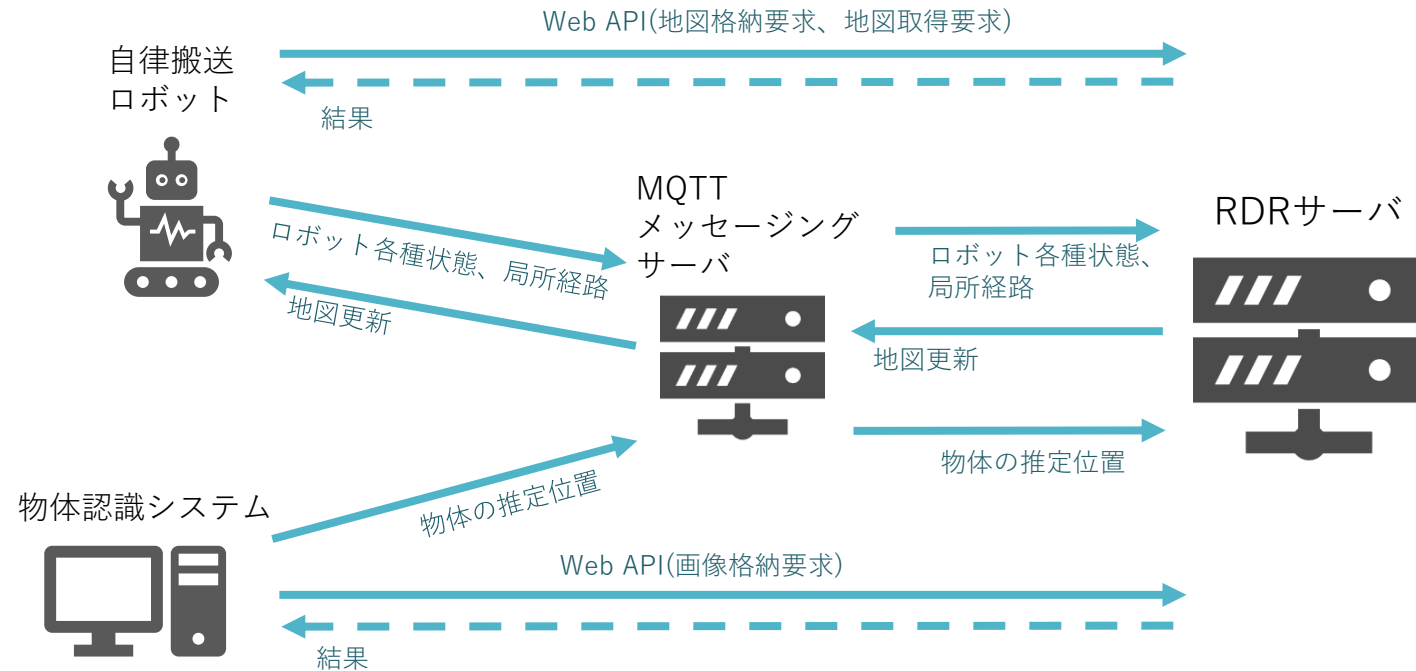 Web API(地図格納要求、地図取得要求)
自律搬送
ロボット
結果
MQTT
メッセージング
サーバ
RDRサーバ
ロボット各種状態、局所経路
地図更新
ロボット各種状態、
局所経路
地図更新
物体の推定位置
物体の推定位置
物体認識システム
Web API(画像格納要求)
結果